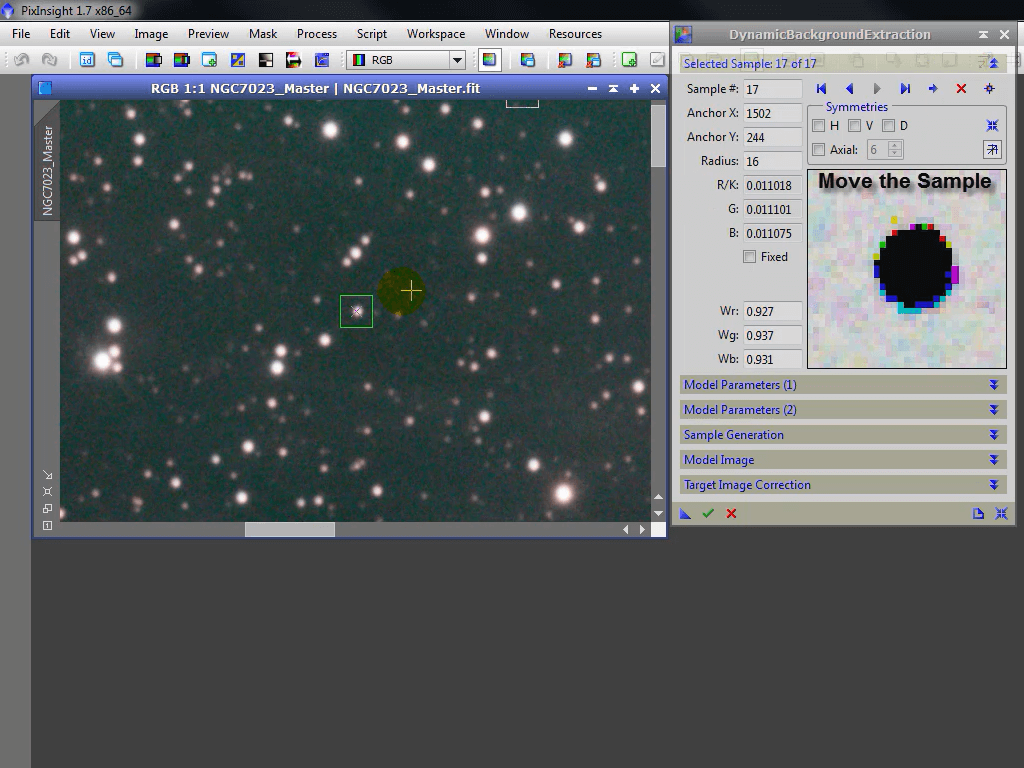 PixInsight 1.7 x86_64
File Edit View Image Preview Mask Process Script Workspace Window Resources
RGB
RGB 1:1 NGC7023_Master | NGC7023_Master.fit
NGC7023_Master
DynamicBackgroundExtraction
Selected Sample: 17 of 17
Sample #: 17
Anchor X: 1502
Anchor Y: 244
Radius: 16
R/K: 0.011018
G: 0.011101
B: 0.011075
Fixed
Wr: 0.927
Wg: 0.937
Wb: 0.931
Symmetries
H V D
Axial: 6
Move the Sample
Model Parameters (1)
Model Parameters (2)
Sample Generation
Model Image
Target Image Correction